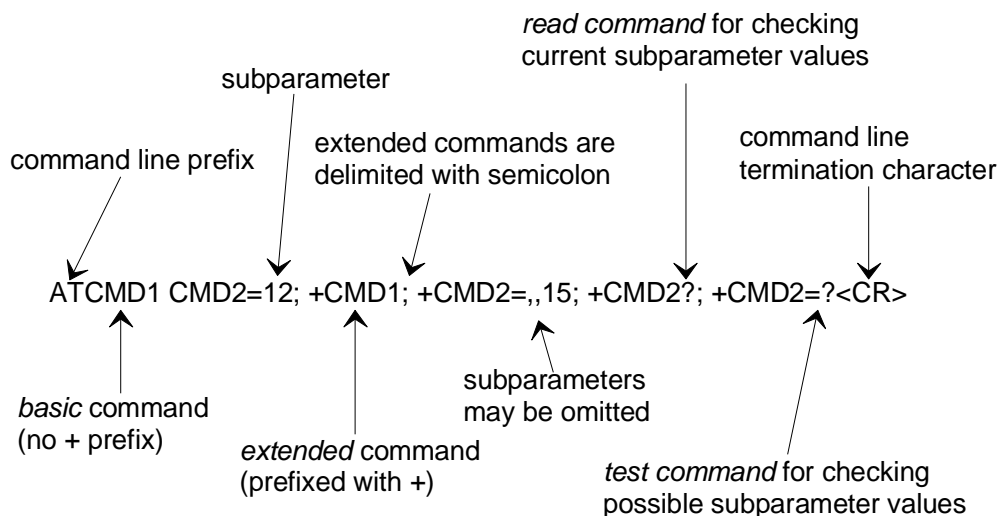 read command for checking
current subparameter values
subparameter
command line prefix
extended commands are
delimited with semicolon
command line
termination character
ATCMD1 CMD2=12; +CMD1; +CMD2=,,15; +CMD2?; +CMD2=?<CR>
basic command
(no + prefix)
extended command
(prefixed with +)
subparameters
may be omitted
test command for checking
possible subparameter values